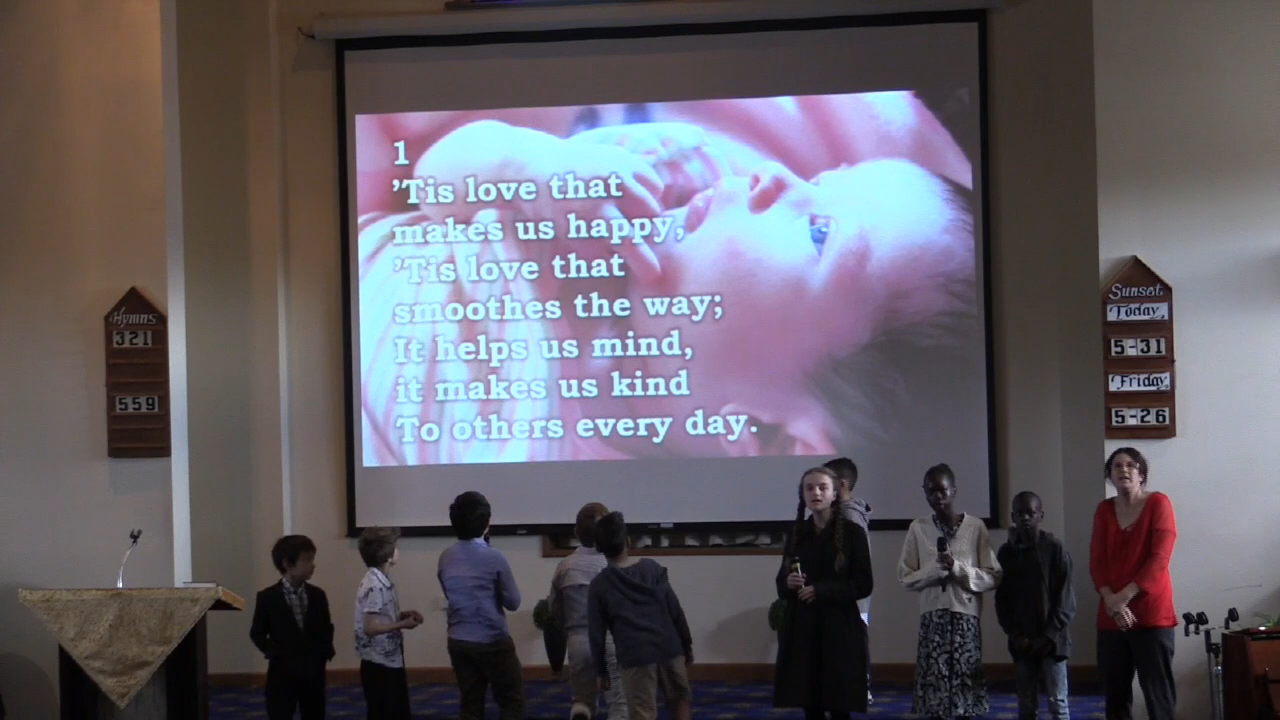 1
’Tis love that
makes us happy,
’Tis love that
smoothes the way;
It helps us mind,
it makes us kind
To others every day.
Hymns
321
559
Sunset
Today
5-31
Friday
5-26